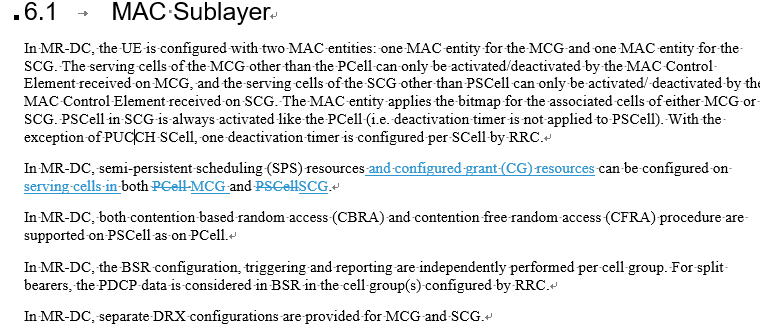 6.1 → MAC Sublayer
In MR-DC, the UE is configured with two MAC entities: one MAC entity for the MCG and one MAC entity for the
SCG. The serving cells of the MCG other than the PCell can only be activated/deactivated by the MAC Control
Element received on MCG, and the serving cells of the SCG other than PSCell can only be activated/ deactivated by the
MAC Control Element received on SCG. The MAC entity applies the bitmap for the associated cells of either MCG or
SCG. PSCell in SCG is always activated like the PCell (i.e. deactivation timer is not applied to PSCell). With the
exception of PUCCH SCell, one deactivation timer is configured per SCell by RRC.
In MR-DC, semi-persistent scheduling (SPS) resources and configured grant (CG) resources can be configured on
serving cells in both PCell MCG and PSCellSCG.
In MR-DC, both contention based random access (CBRA) and contention free random access (CFRA) procedure are
supported on PSCell as on PCell.
In MR-DC, the BSR configuration, triggering and reporting are independently performed per cell group. For split
bearers, the PDCP data is considered in BSR in the cell group(s) configured by RRC.
In MR-DC, separate DRX configurations are provided for MCG and SCG.